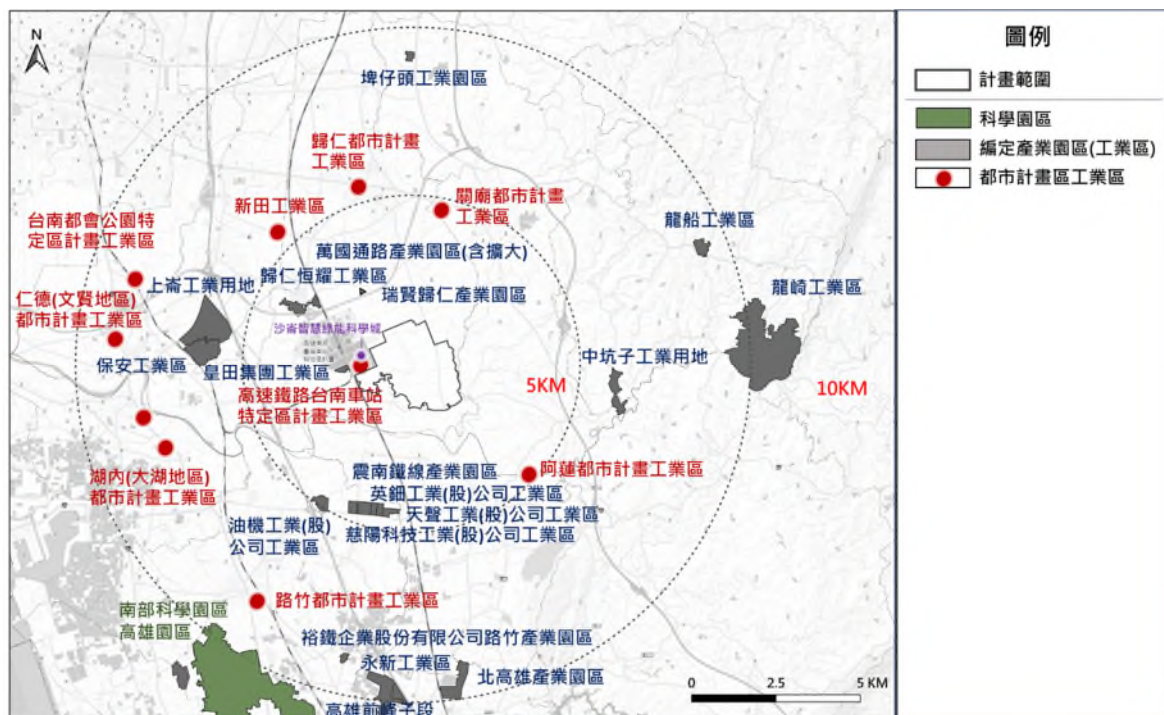 N
埤仔頭工業園區
歸仁都市計畫
工業區
關廟都市計畫
工業區
新田工業區
台南都會公園特
定區計畫工業區
萬國通路產業園區(含擴大)
龍船工業區
上崙工業用地
歸仁恆耀工業區
瑞賢歸仁產業園區
龍崎工業區
仁德(文賢地區)
都市計畫工業區
沙崙智慧綠能科學城
保安工業區
皇田集團工業區
中坑子工業用地
高速鐵路台南車站
特定區計畫工業區
5KM
10KM
湖內(大湖地區)
都市計畫工業區
震南鐵線產業園區
阿蓮都市計畫工業區
英鈿工業(股)公司工業區
天聲工業(股)公司工業區
慈陽科技工業(股)公司工業區
油機工業(股)
公司工業區
路竹都市計畫工業區
南部科學園區
高雄園區
裕鐵企業股份有限公司路竹產業園區
永新工業區
北高雄產業園區
高雄前峰子段
0 2.5 5 KM
圖例
計畫範圍
科學園區
編定產業園區(工業區)
都市計畫區工業區